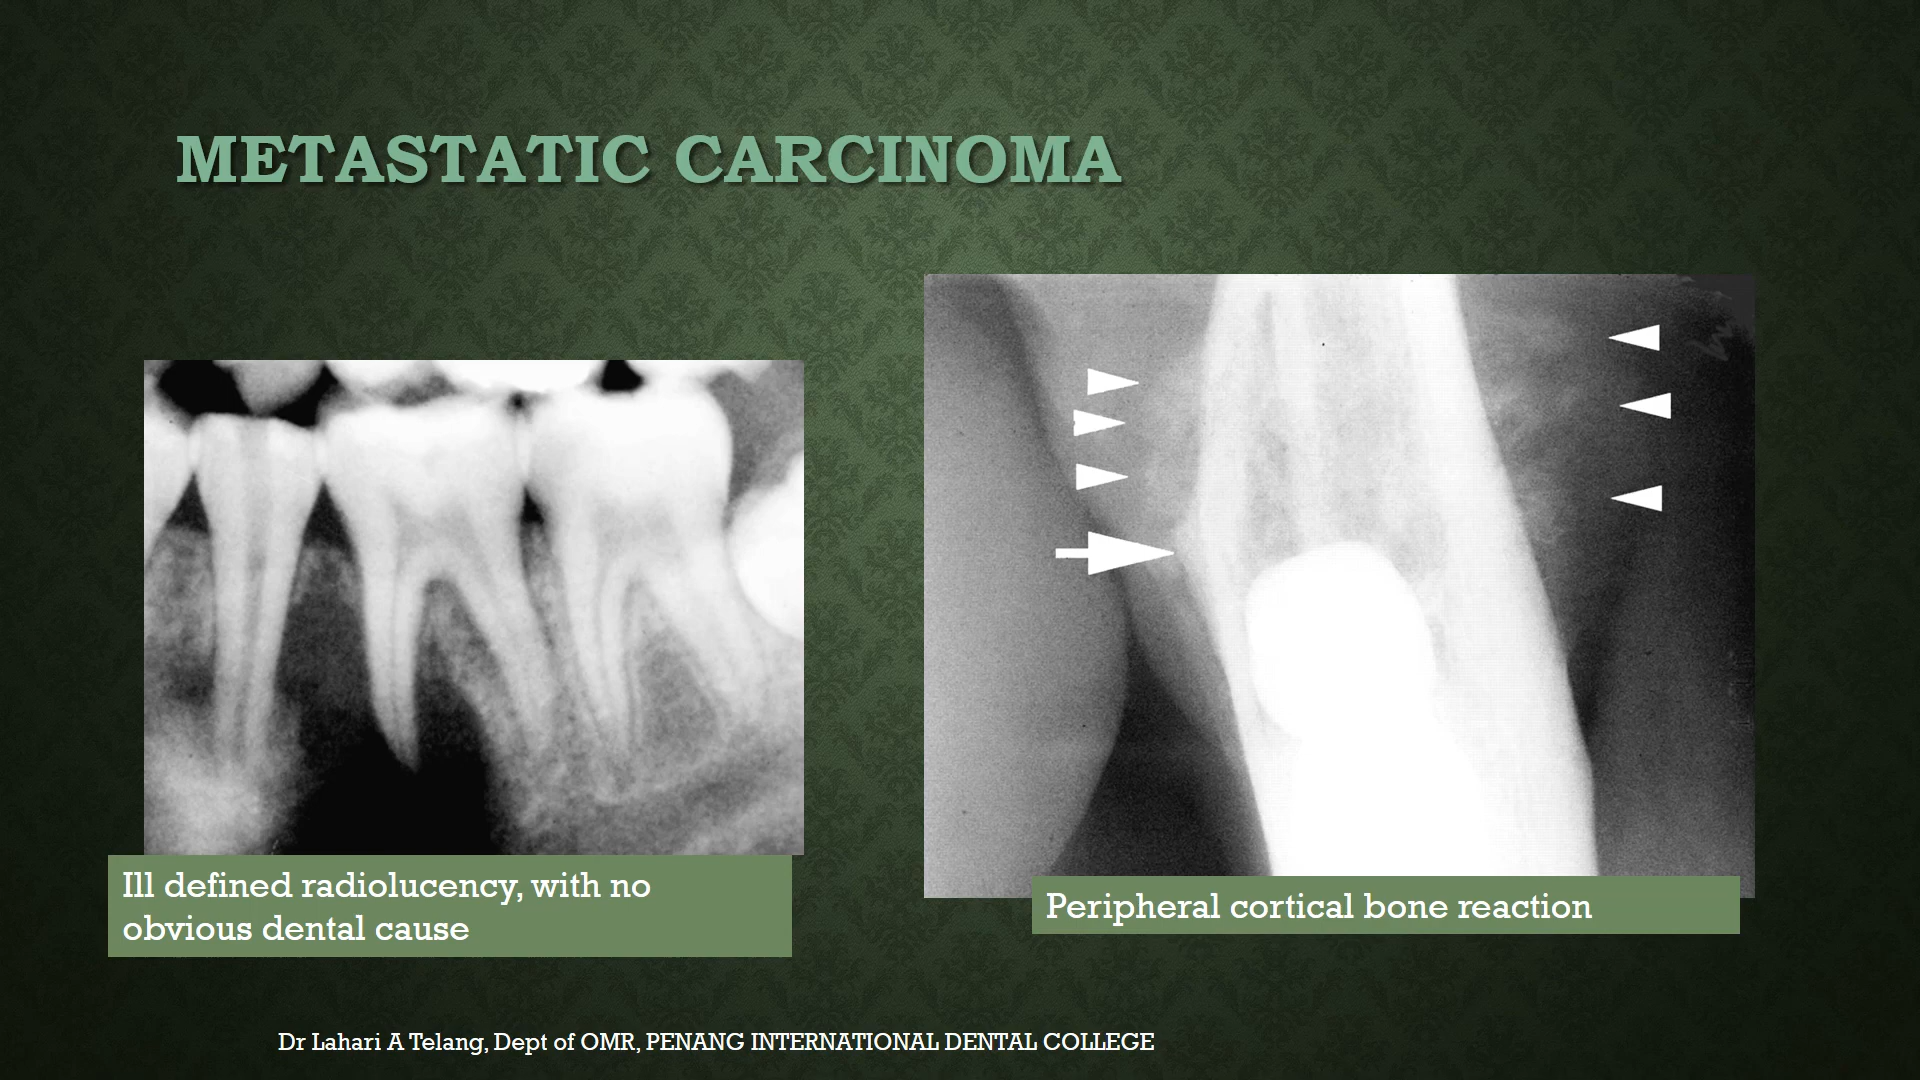 METASTATIC CARCINOMA
Ill defined radiolucency, with no
obvious dental cause
Peripheral cortical bone reaction
Dr Lahari A Telang, Dept of OMR, PENANG INTERNATIONAL DENTAL COLLEGE